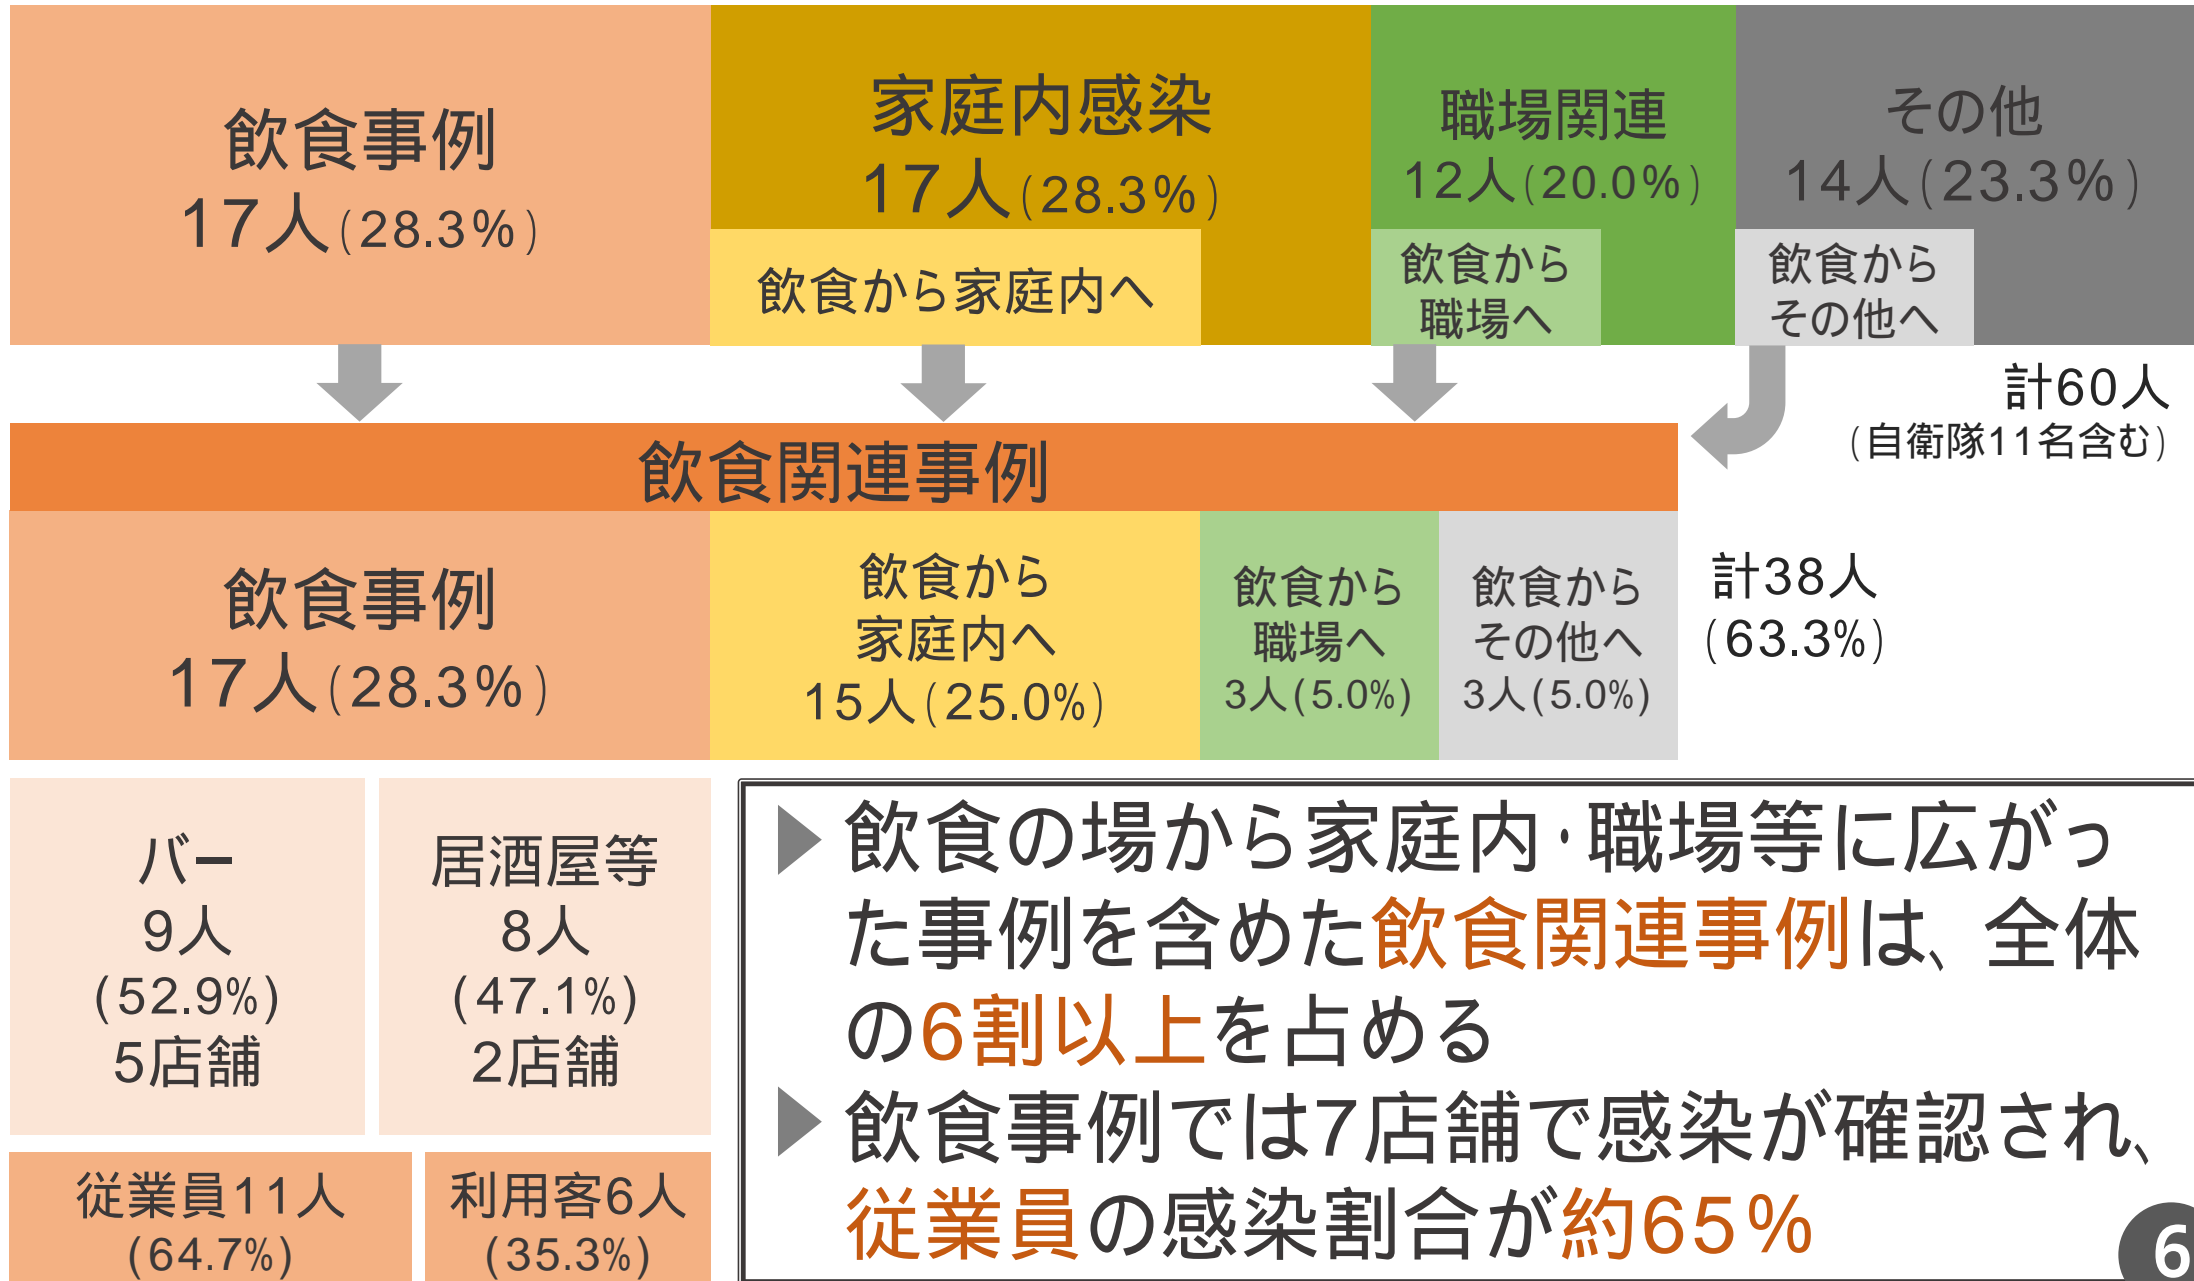 飲食事例
17人(28.3%)
家庭内感染
17人(28.3%)
飲食から家庭内へ
職場関連
12人(20.0%)
飲食から
職場へ
その他
14人(23.3%)
飲食から
その他へ
計60人
(自衛隊11名含む)
飲食関連事例
飲食事例
17人(28.3%)
飲食から
家庭内へ
15人(25.0%)
飲食から
職場へ
3人(5.0%)
飲食から
その他へ
3人(5.0%)
計38人
(63.3%)
バー
9人
(52.9%)
5店舗
居酒屋等
8人
(47.1%)
2店舗
従業員11人
(64.7%)
利用客6人
(35.3%)
▶飲食の場から家庭内・職場等に広がっ
た事例を含めた飲食関連事例は、全体
の6割以上を占める
▶飲食事例では7店舗で感染が確認され、
従業員の感染割合が約65%
6